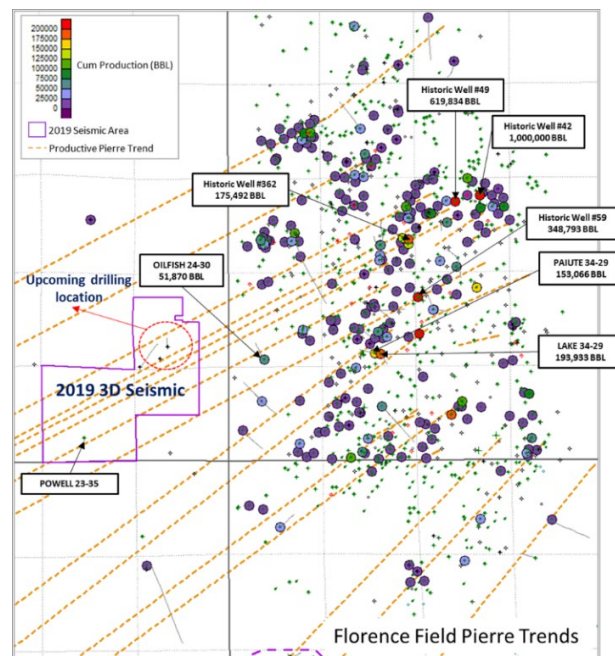 200000
175000
150000
125000
100000
75000
50000
25000
0
Cum Production (BBL)
2019 Seismic Area
Productive Pierre Trend
Historic Well #49
619,834 BBL
Historic Well #42
1,000,000 BBL
Historic Well #362
175,492 BBL
Historic Well #59
348,793 BBL
OILFISH 24-30
51,870 BBL
PAIUTE 34-29
153,066 BBL
Upcoming drilling
location
LAKE 34-29
193,933 BBL
2019 3D Seismic
POWELL 23-35
Florence Field Pierre Trends